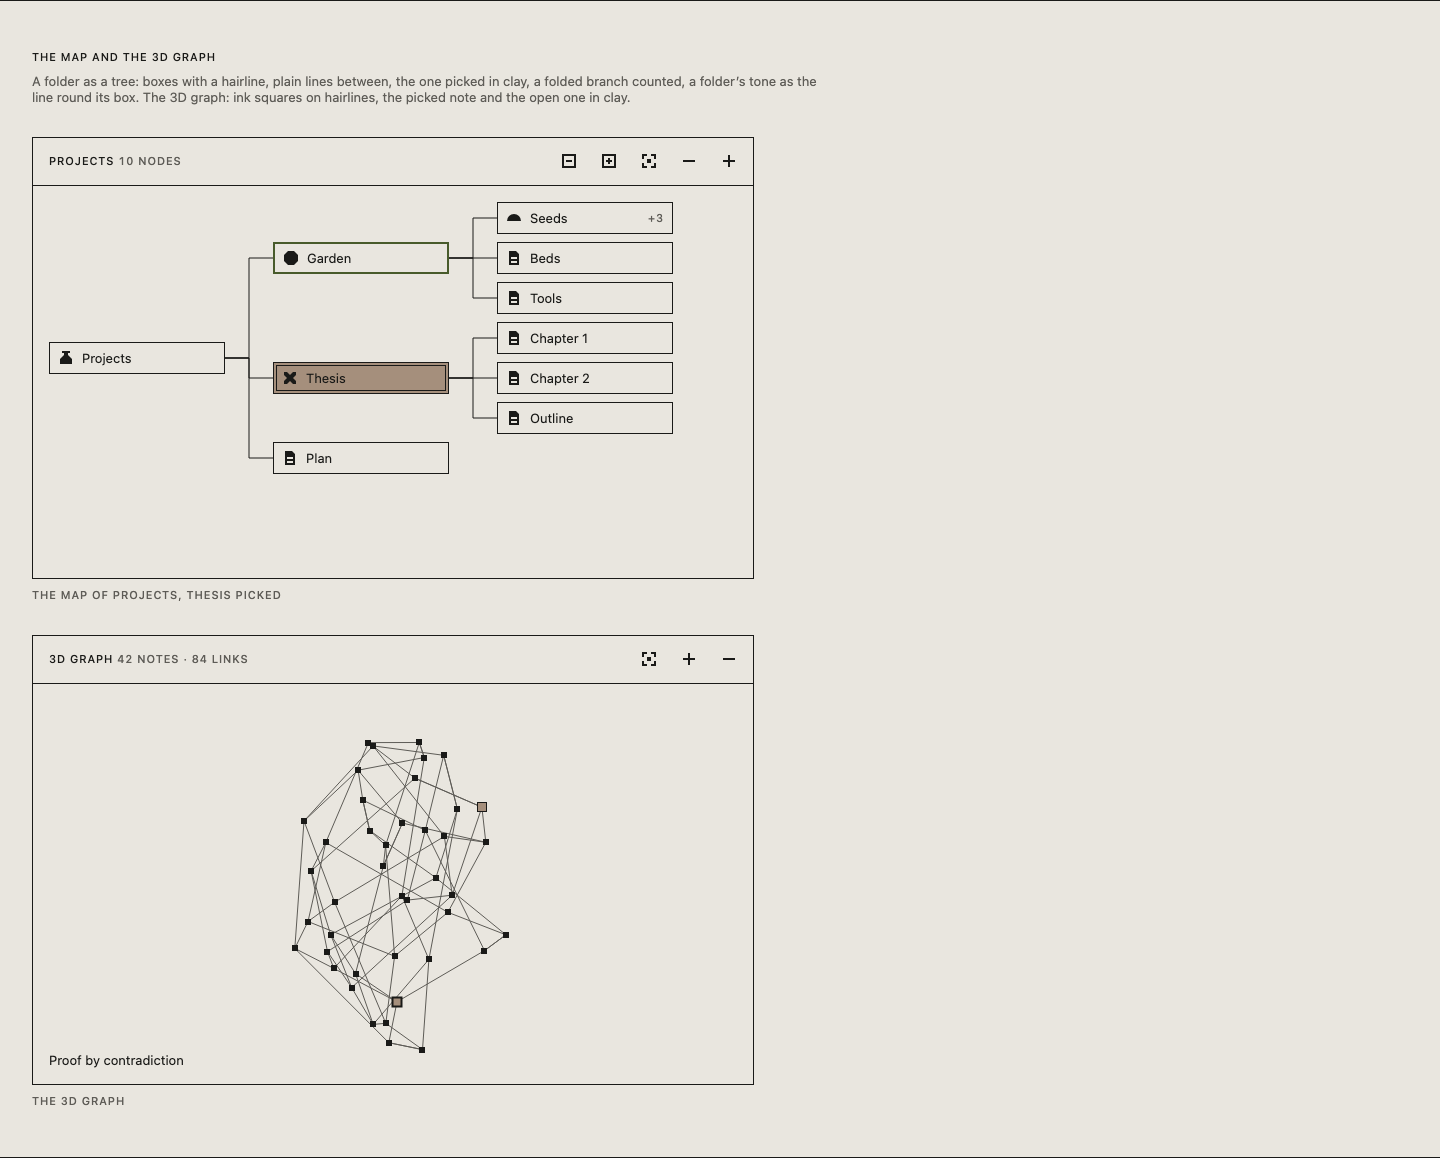 THE MAP AND THE 3D GRAPH
A folder as a tree: boxes with a hairline, plain lines between, the one picked in clay, a folded branch counted, a folder's tone as the
line round its box. The 3D graph: ink squares on hairlines, the picked note and the open one in clay.
PROJECTS 10 NODES
Seeds +3
Garden
Beds
Tools
Chapter 1
Projects
Thesis
Chapter 2
Outline
Plan
THE MAP OF PROJECTS, THESIS PICKED
3D GRAPH 42 NOTES · 84 LINKS
Proof by contradiction
THE 3D GRAPH